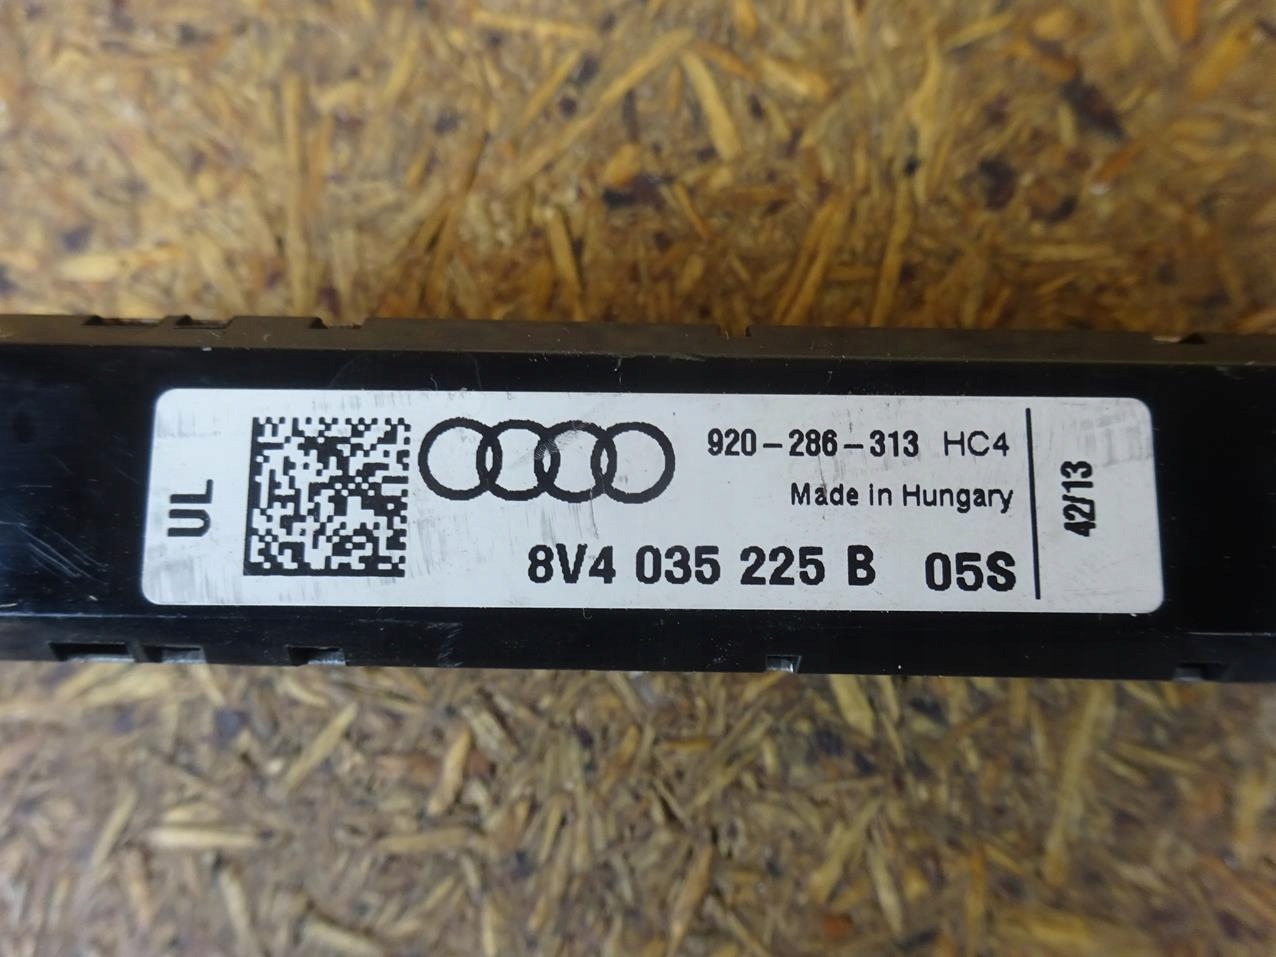 UL
920-286-313 HC4
Made in Hungary
8V4 035 225 B 05S
42/13